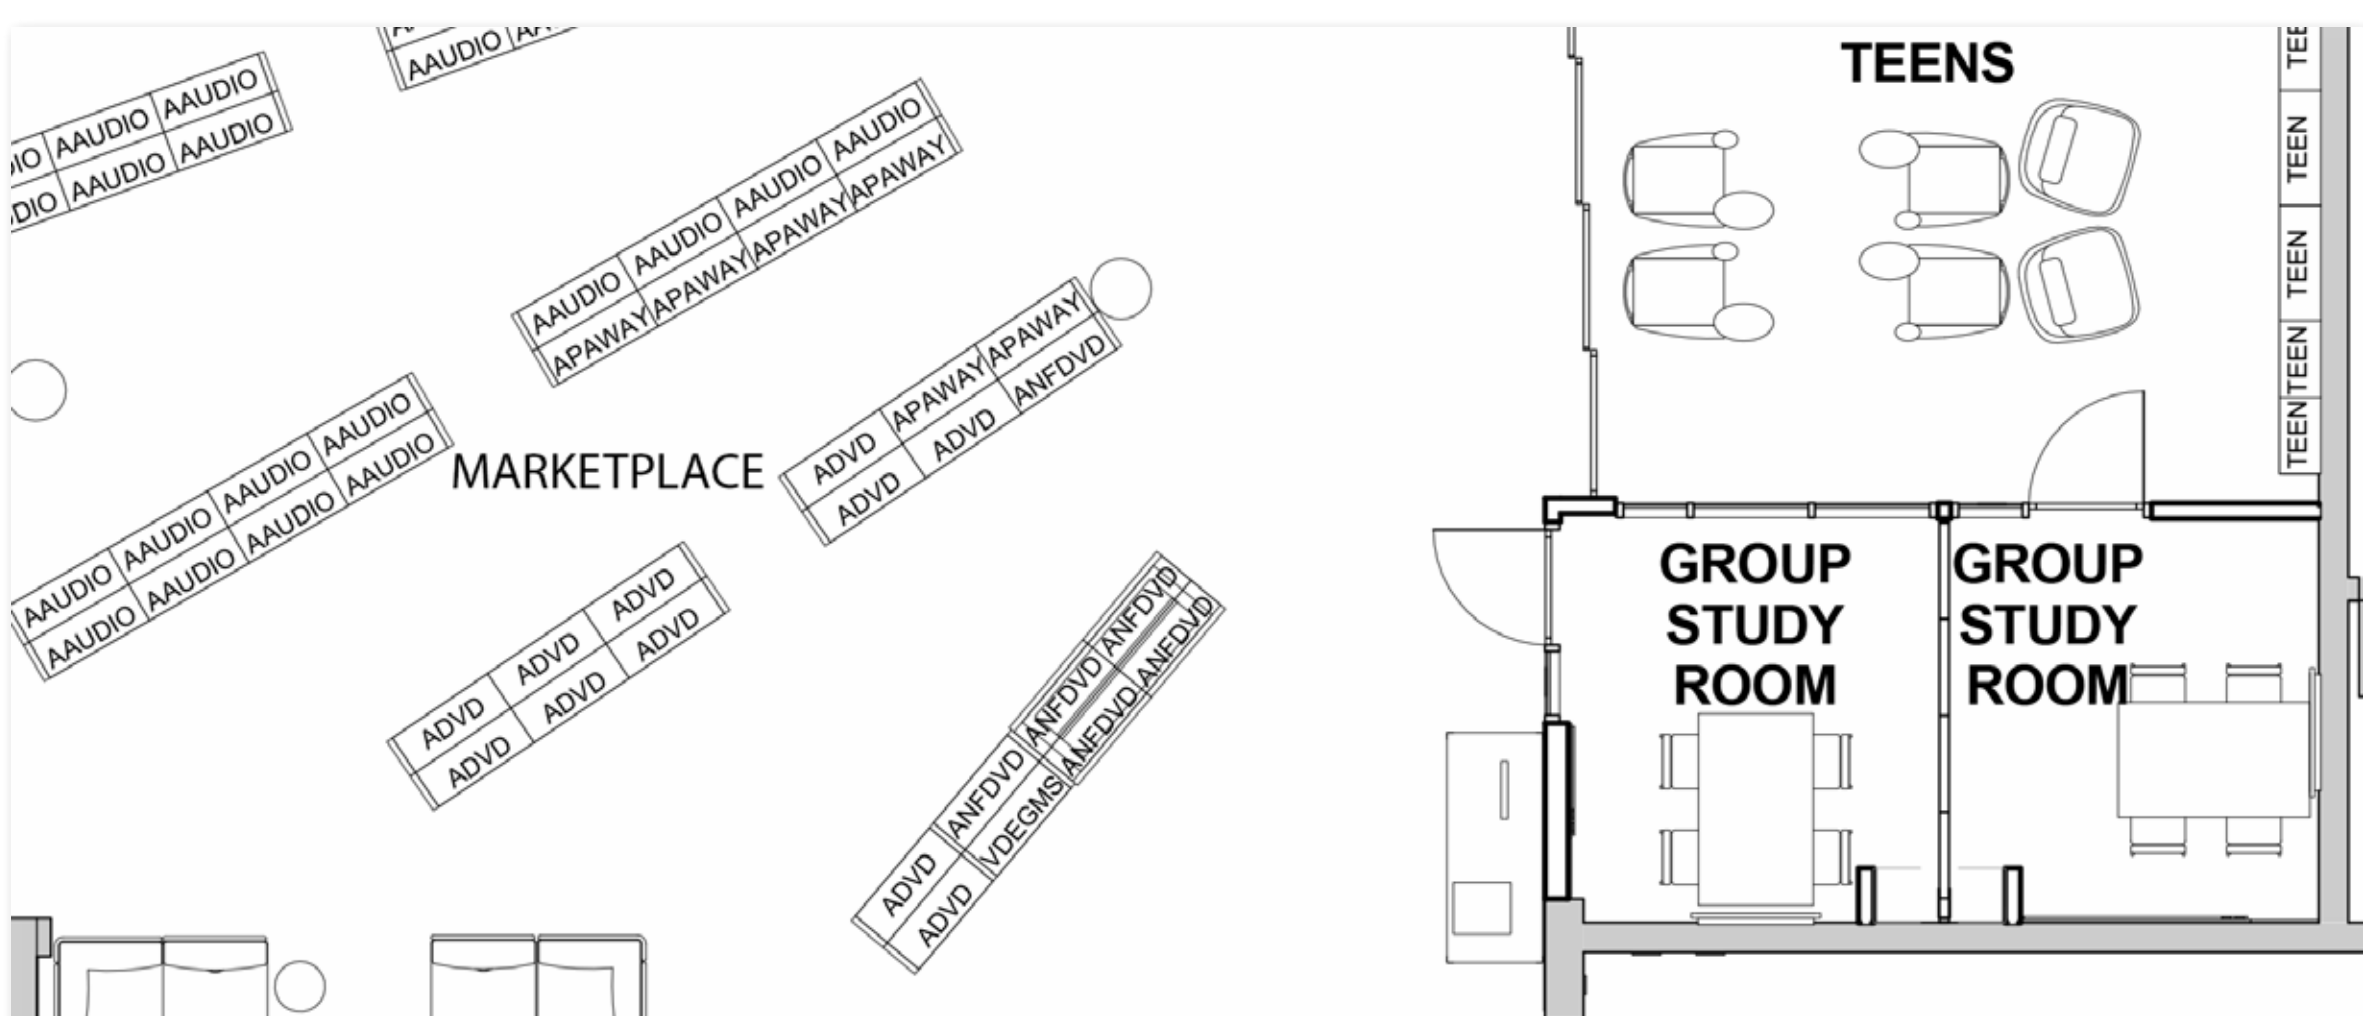 AAUDIO AAUDIO
AAUDIO AAUDIO
AAUDIO
AAUDIO AAUDIO AAUDIO AAUDIO
APAWAY APAWAY APAWAY APAWAY
ADVD APAWAY APAWAY
ADVD ADVD ANFDVD
AAUDIO AAUDIO AAUDIO AAUDIO
AAUDIO AAUDIO AAUDIO AAUDIO
MARKETPLACE
ADVD ADVD ADVD
ADVD ADVD ADVD
ADVD ANFDVD ANFDVD ANFDVD
ADVD VDEGMS ANFDVD ANFDVD
TEENS
TEEN
TEEN
TEEN
TEEN
GROUP
STUDY
ROOM
GROUP
STUDY
ROOM